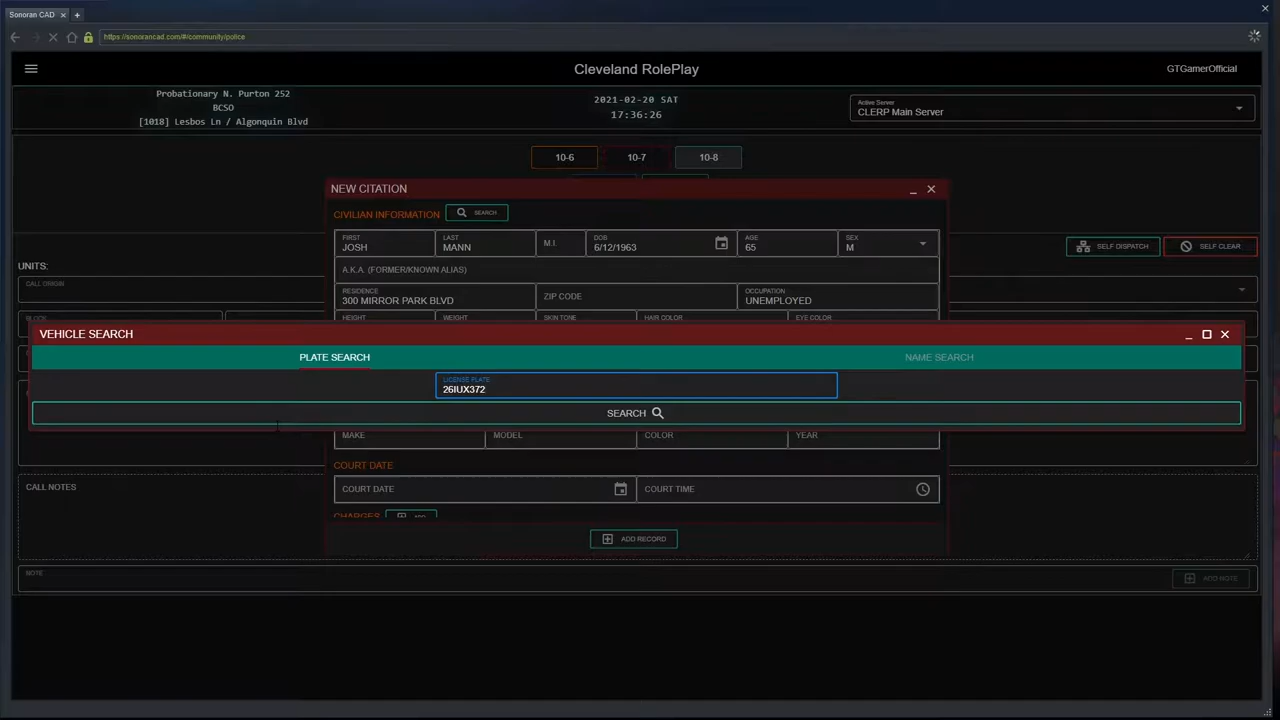 Sonoran CAD
https://sonorancad.com/#/community/police
Cleveland RolePlay
GTGamerOfficial
Probationary N. Purton 252
BCSO
[1018] Lesbos Ln / Algonquin Blvd
2021-02-20 SAT
17:36:26
Active Server
CLERP Main Server
10-6
10-7
10-8
NEW CITATION
CIVILIAN INFORMATION
SEARCH
FIRST
JOSH
LAST
MANN
M.I.
DOB
6/12/1963
AGE
65
SEX
M
SELF DISPATCH
SELF CLEAR
UNITS:
CALL ORIGIN
A.K.A. (FORMER/KNOWN ALIAS)
RESIDENCE
300 MIRROR PARK BLVD
ZIP CODE
OCCUPATION
UNEMPLOYED
BLOCK
HEIGHT
WEIGHT
SKIN TONE
HAIR COLOR
EYE COLOR
VEHICLE SEARCH
PLATE SEARCH
NAME SEARCH
LICENSE PLATE
26IUX372
SEARCH
MAKE
MODEL
COLOR
YEAR
COURT DATE
COURT DATE
COURT TIME
CALL NOTES
CHARGES
ADD
ADD RECORD
NOTE
ADD NOTE